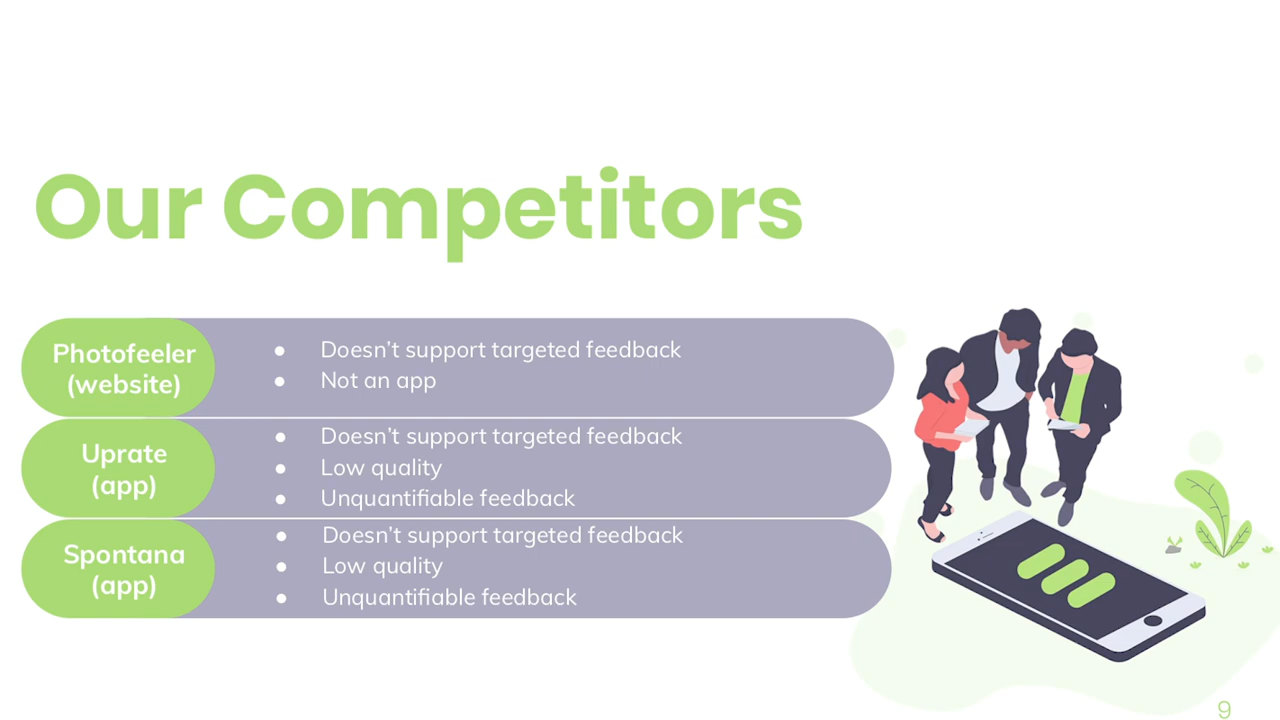 Our Competitors
Photofeeler
(website)
● Doesn’t support targeted feedback
● Not an app
Uprate
(app)
● Doesn’t support targeted feedback
● Low quality
● Unquantifiable feedback
Spontana
(app)
● Doesn’t support targeted feedback
● Low quality
● Unquantifiable feedback
9